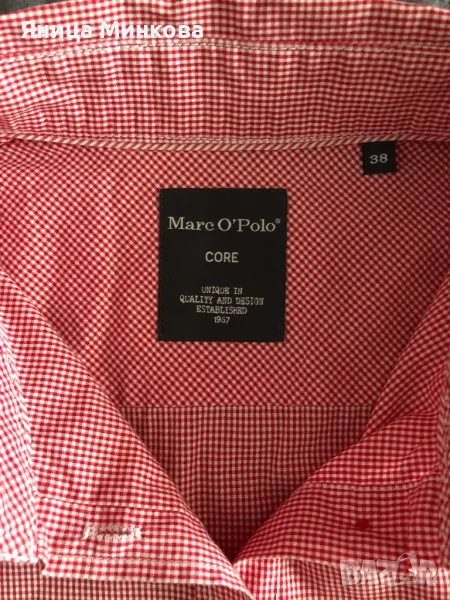 Яница Минкова
38
Marc O'Polo®
CORE
UNIQUE IN
QUALITY AND DESIGN
ESTABLISHED
1967